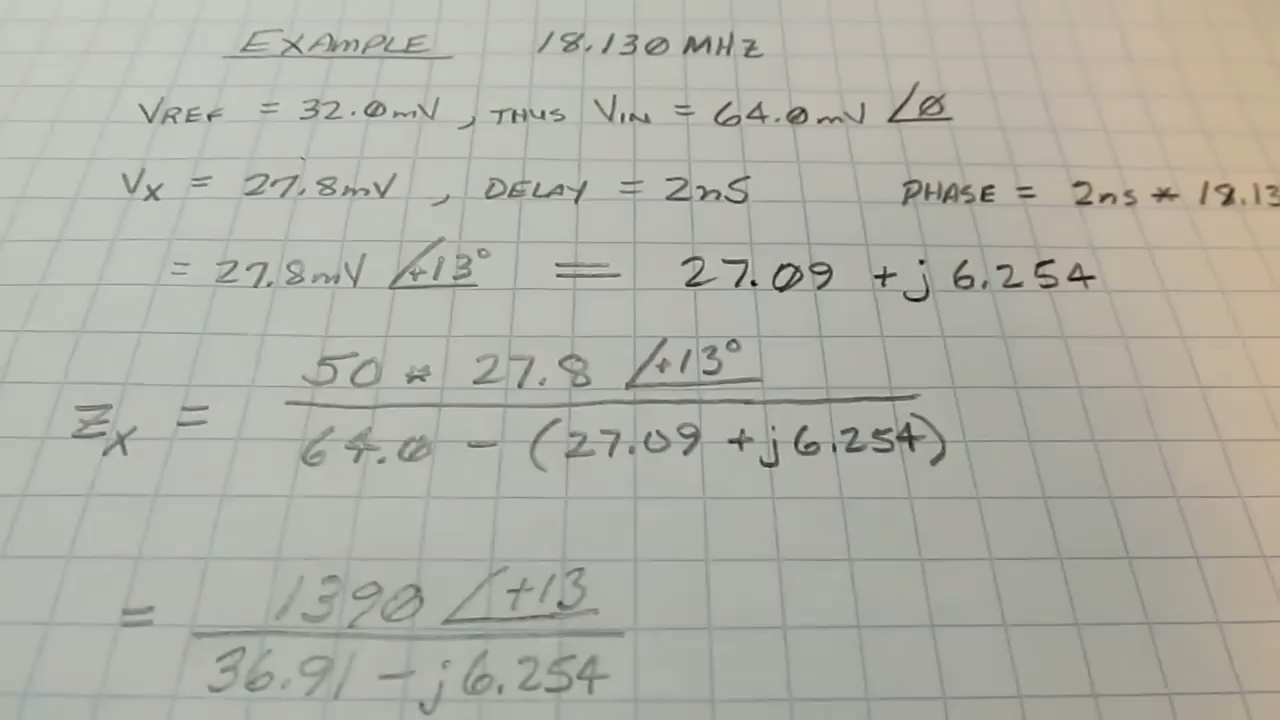 EXAMPLE 18.130 MHZ
VREF = 32.0mV, THUS VIN = 64.0mV ∠0
VX = 27.8mV, DELAY = 2nS PHASE = 2ns * 18.13
= 27.8mV ∠+13° = 27.09 +j 6.254
50 * 27.8 ∠+13°
ZX =
64.0 - (27.09 +j6.254)
1390 ∠+13
=
36.91 - j6.254